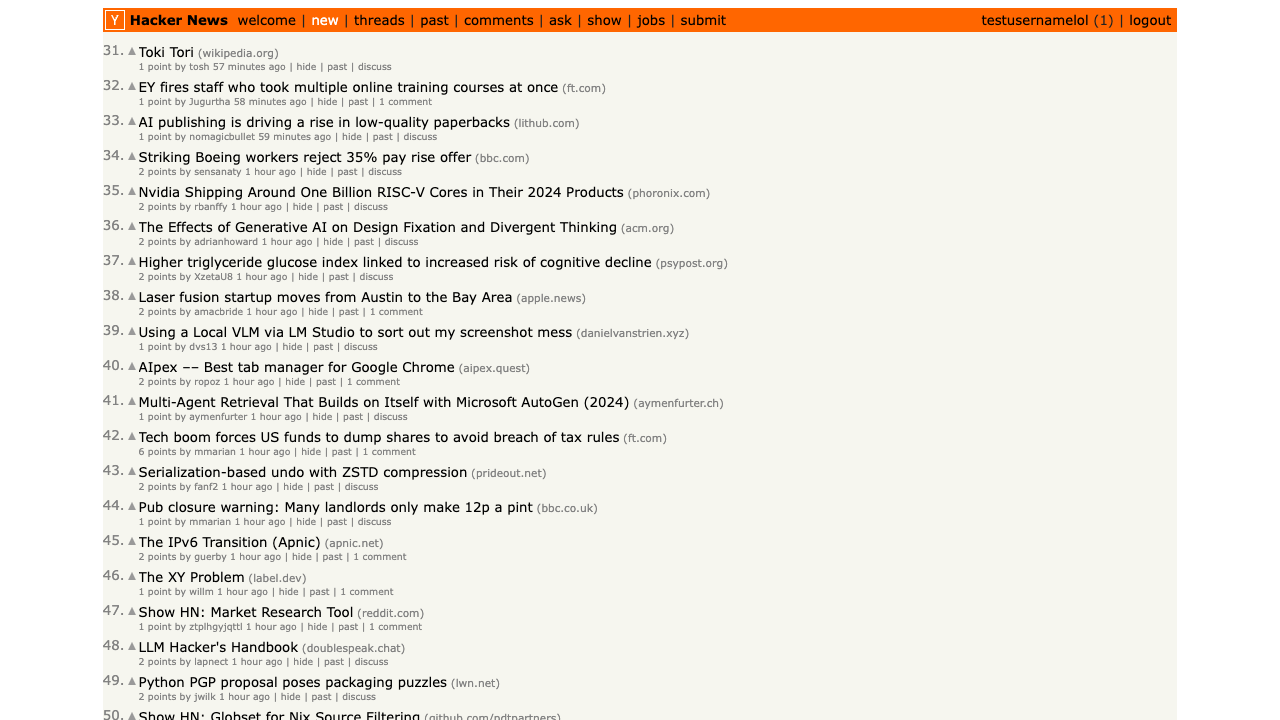 Y Hacker News welcome | new | threads | past | comments | ask | show | jobs | submit testusernamelol (1) | logout
31. Toki Tori (wikipedia.org)
1 point by tosh 57 minutes ago | hide | past | discuss
32. EY fires staff who took multiple online training courses at once (ft.com)
1 point by Jugurtha 58 minutes ago | hide | past | 1 comment
33. AI publishing is driving a rise in low-quality paperbacks (lithub.com)
1 point by nomagicbullet 59 minutes ago | hide | past | discuss
34. Striking Boeing workers reject 35% pay rise offer (bbc.com)
2 points by sensanaty 1 hour ago | hide | past | discuss
35. Nvidia Shipping Around One Billion RISC-V Cores in Their 2024 Products (phoronix.com)
2 points by rbanffy 1 hour ago | hide | past | discuss
36. The Effects of Generative AI on Design Fixation and Divergent Thinking (acm.org)
2 points by adrianhoward 1 hour ago | hide | past | discuss
37. Higher triglyceride glucose index linked to increased risk of cognitive decline (psypost.org)
2 points by XzetaU8 1 hour ago | hide | past | discuss
38. Laser fusion startup moves from Austin to the Bay Area (apple.news)
2 points by amacbride 1 hour ago | hide | past | 1 comment
39. Using a Local VLM via LM Studio to sort out my screenshot mess (danielvanstrien.xyz)
1 point by dvs13 1 hour ago | hide | past | discuss
40. AIpex –– Best tab manager for Google Chrome (aipex.quest)
2 points by ropoz 1 hour ago | hide | past | 1 comment
41. Multi-Agent Retrieval That Builds on Itself with Microsoft AutoGen (2024) (aymenfurter.ch)
1 point by aymenfurter 1 hour ago | hide | past | discuss
42. Tech boom forces US funds to dump shares to avoid breach of tax rules (ft.com)
6 points by mmarian 1 hour ago | hide | past | 1 comment
43. Serialization-based undo with ZSTD compression (prideout.net)
2 points by fanf2 1 hour ago | hide | past | discuss
44. Pub closure warning: Many landlords only make 12p a pint (bbc.co.uk)
1 point by mmarian 1 hour ago | hide | past | discuss
45. The IPv6 Transition (Apnic) (apnic.net)
2 points by guerby 1 hour ago | hide | past | 1 comment
46. The XY Problem (label.dev)
1 point by willm 1 hour ago | hide | past | 1 comment
47. Show HN: Market Research Tool (reddit.com)
1 point by ztplhgyjqttl 1 hour ago | hide | past | 1 comment
48. LLM Hacker's Handbook (doublespeak.chat)
2 points by lapnect 1 hour ago | hide | past | discuss
49. Python PGP proposal poses packaging puzzles (lwn.net)
2 points by jwilk 1 hour ago | hide | past | discuss
50. Show HN: Globset for Nix Source Filtering (github.com/pdtpartners)